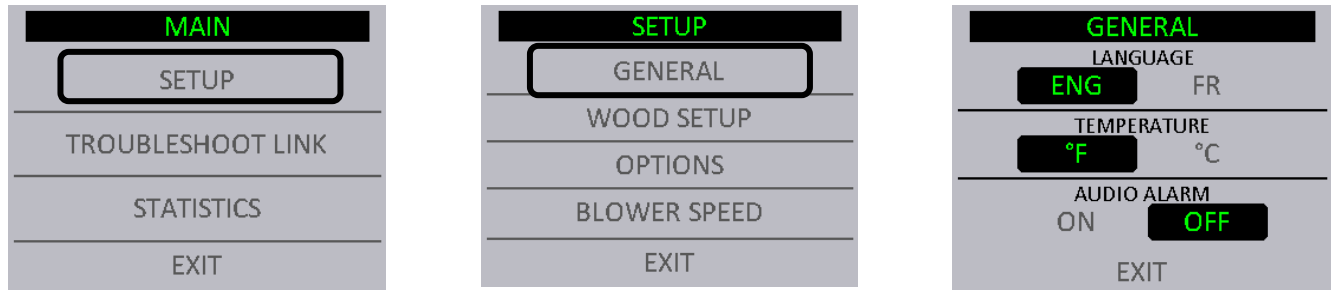 MAIN
SETUP
TROUBLESHOOT LINK
STATISTICS
EXIT
SETUP
GENERAL
WOOD SETUP
OPTIONS
BLOWER SPEED
EXIT
GENERAL
LANGUAGE
ENG FR
TEMPERATURE
°F °C
AUDIO ALARM
ON OFF
EXIT